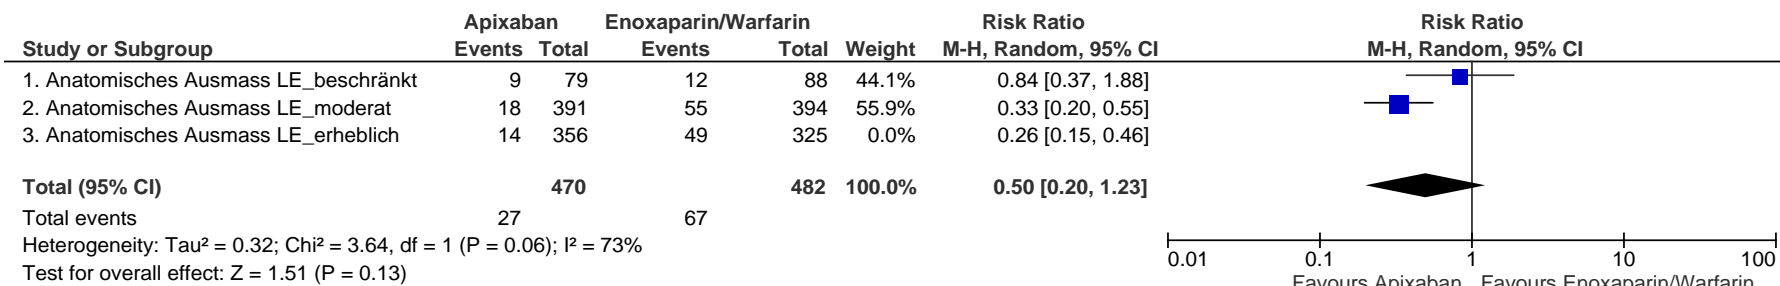 Apixaban Enoxaparin/Warfarin Risk Ratio Risk Ratio
Study or Subgroup Events Total Events Total Weight M-H, Random, 95% CI M-H, Random, 95% CI
1. Anatomisches Ausmass LE_beschränkt 9 79 12 88 44.1% 0.84 [0.37, 1.88]
2. Anatomisches Ausmass LE_moderat 18 391 55 394 55.9% 0.33 [0.20, 0.55]
3. Anatomisches Ausmass LE_erheblich 14 356 49 325 0.0% 0.26 [0.15, 0.46]
Total (95% CI) 470 482 100.0% 0.50 [0.20, 1.23]
Total events 27 67
Heterogeneity: Tau² = 0.32; Chi² = 3.64, df = 1 (P = 0.06); I² = 73%
Test for overall effect: Z = 1.51 (P = 0.13)
0.01 0.1 1 10 100
Favours Apixaban Favours Enoxaparin/Warfarin